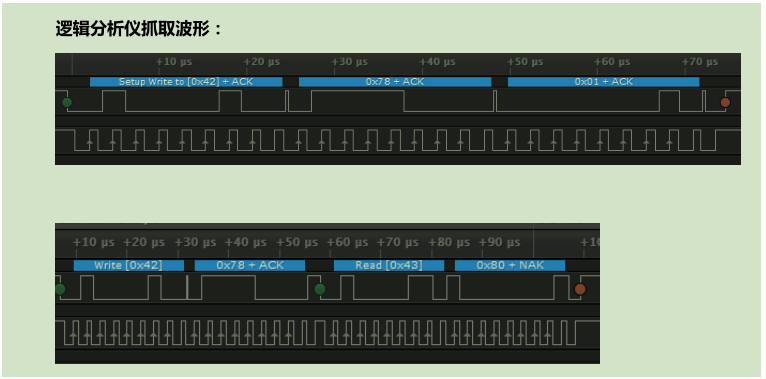 逻辑分析仪抓取波形：
+10 µs +20 µs +30 µs +40 µs +50 µs +60 µs +70 µs
Setup Write to [0x42] + ACK 0x78 + ACK 0x01 + ACK
+10 µs +20 µs +30 µs +40 µs +50 µs +60 µs +70 µs +80 µs +90 µs
Write [0x42] 0x78 + ACK Read [0x43] 0x80 + NAK